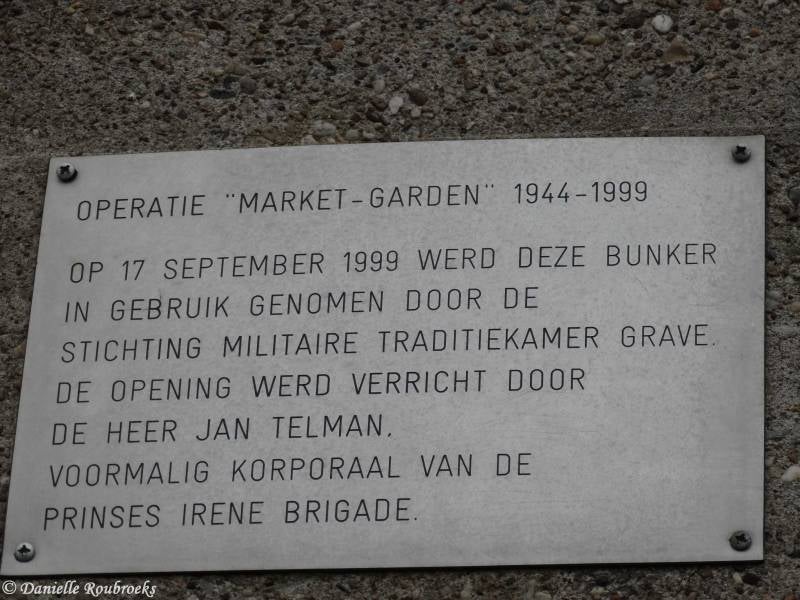 OPERATIE "MARKET-GARDEN" 1944-1999
OP 17 SEPTEMBER 1999 WERD DEZE BUNKER
IN GEBRUIK GENOMEN DOOR DE
STICHTING MILITAIRE TRADITIEKAMER GRAVE.
DE OPENING WERD VERRICHT DOOR
DE HEER JAN TELMAN,
VOORMALIG KORPORAAL VAN DE
PRINSES IRENE BRIGADE.
© Danielle Roubroeks